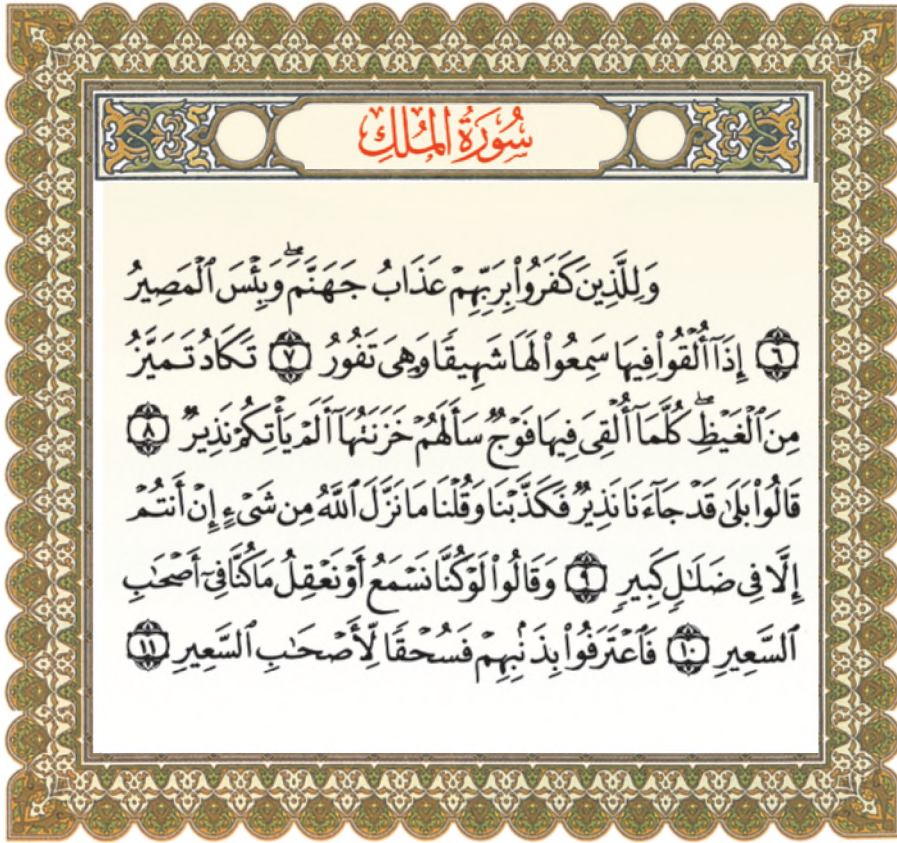 سُورَةُ الْمُلْكِ
وَلِلَّذِينَ كَفَرُوا۟ بِرَبِّهِمْ عَذَابُ جَهَنَّمَ ۖ وَبِئْسَ ٱلْمَصِيرُ
﴿٦﴾ إِذَآ أُلْقُوا۟ فِيهَا سَمِعُوا۟ لَهَا شَهِيقًا وَهِىَ تَفُورُ ﴿٧﴾ تَكَادُ تَمَيَّزُ
مِنَ ٱلْغَيْظِ ۖ كُلَّمَآ أُلْقِىَ فِيهَا فَوْجٌ سَأَلَهُمْ خَزَنَتُهَآ أَلَمْ يَأْتِكُمْ نَذِيرٌ ﴿٨﴾
قَالُوا۟ بَلَىٰ قَدْ جَآءَنَا نَذِيرٌ فَكَذَّبْنَا وَقُلْنَا مَا نَزَّلَ ٱللَّهُ مِن شَىْءٍ إِنْ أَنتُمْ
إِلَّا فِى ضَلَـٰلٍ كَبِيرٍ ﴿٩﴾ وَقَالُوا۟ لَوْ كُنَّا نَسْمَعُ أَوْ نَعْقِلُ مَا كُنَّا فِىٓ أَصْحَـٰبِ
ٱلسَّعِيرِ ﴿١٠﴾ فَٱعْتَرَفُوا۟ بِذَنۢبِهِمْ فَسُحْقًا لِّأَصْحَـٰبِ ٱلسَّعِيرِ ﴿١١﴾